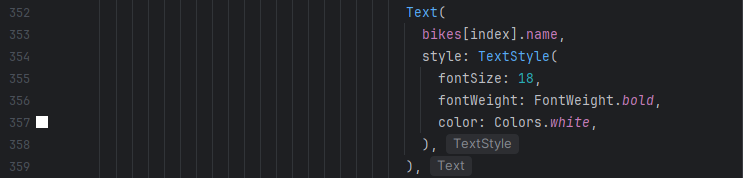 352 Text(
353 bikes[index].name,
354 style: TextStyle(
355 fontSize: 18,
356 fontWeight: FontWeight.bold,
357 color: Colors.white,
358 ), TextStyle
359 ), Text